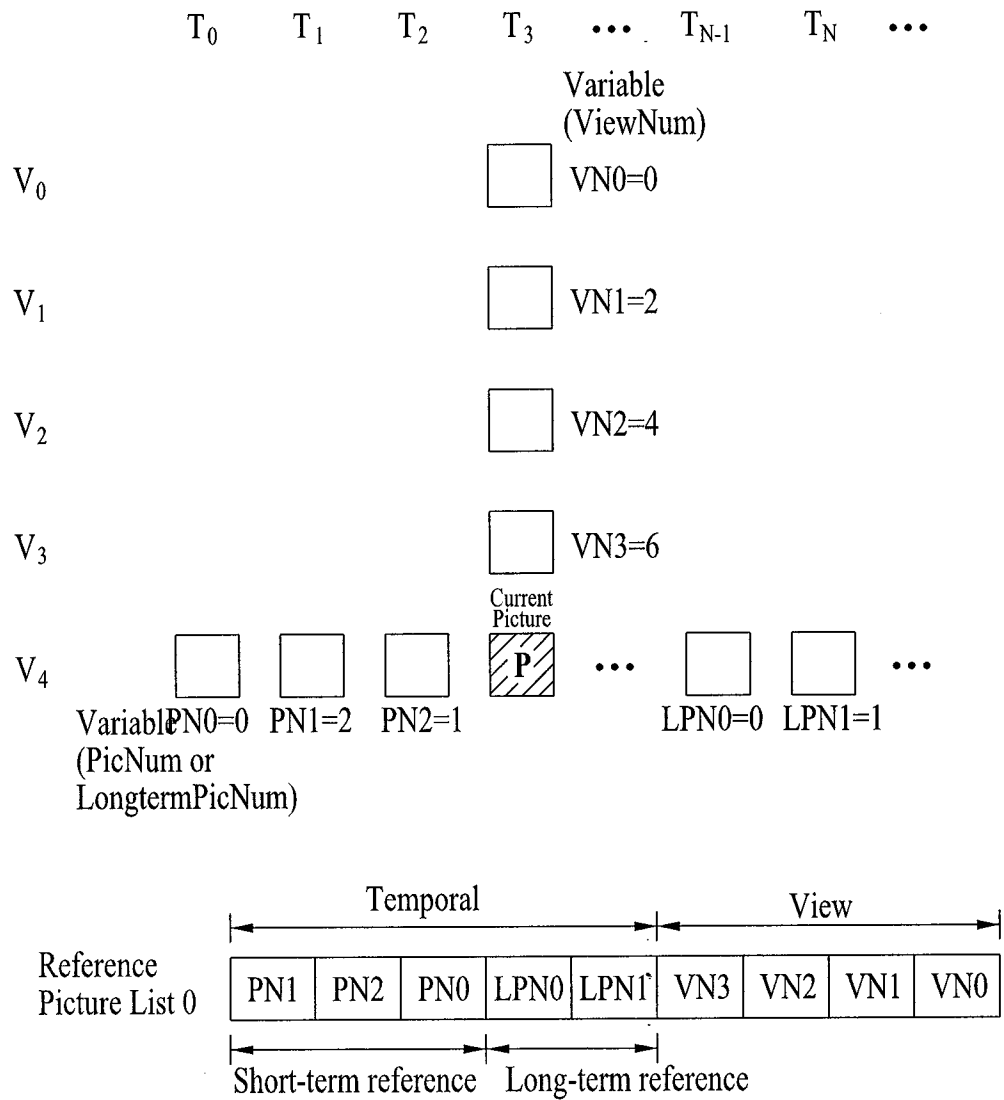 T0 T1 T2 T3 ••• TN-1 TN •••
Variable
(ViewNum)
V0 VN0=0
V1 VN1=2
V2 VN2=4
V3 VN3=6
Current
Picture
V4 P ••• •••
Variable PN0=0 PN1=2 PN2=1 LPN0=0 LPN1=1
(PicNum or
LongtermPicNum)
Temporal View
Reference
Picture List 0
PN1 PN2 PN0 LPN0 LPN1 VN3 VN2 VN1 VN0
Short-term reference Long-term reference